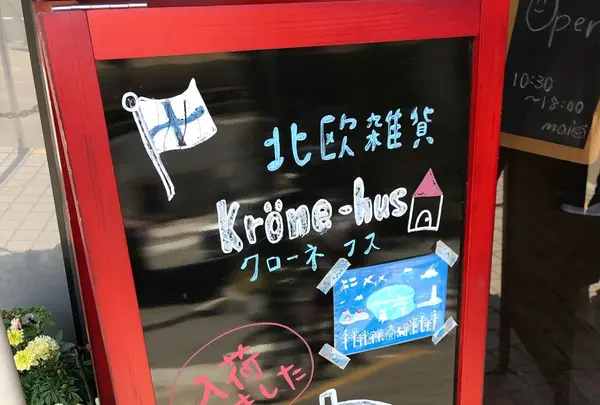 北欧雑貨
Kröne-hus
クローネ フス
入荷
ました
Open
10:30
~18:00
moi